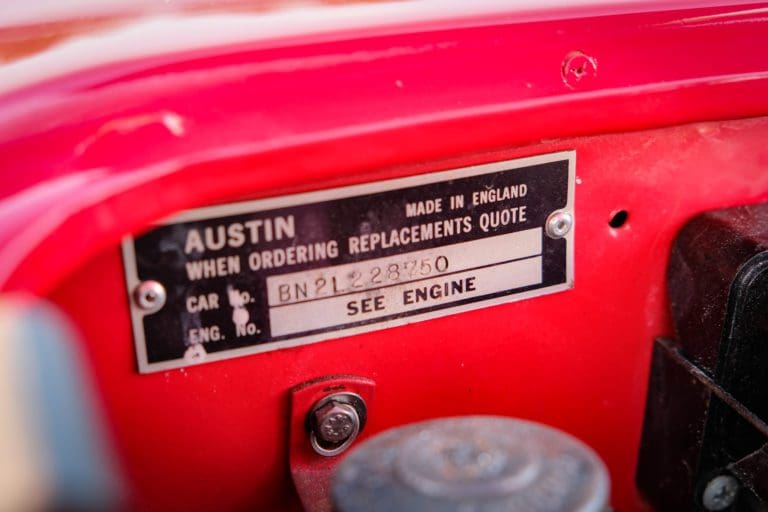 AUSTIN
MADE IN ENGLAND
WHEN ORDERING REPLACEMENTS QUOTE
CAR No. BN2L228750
ENG. No. SEE ENGINE